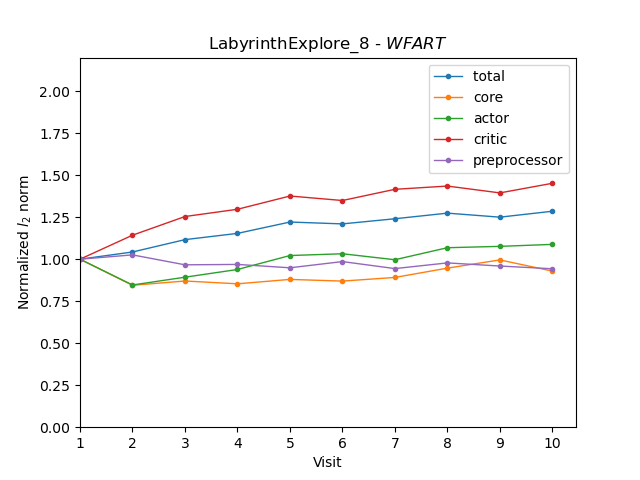 LabyrinthExplore_8 - WFART
total
core
actor
critic
preprocessor
Normalized l₂ norm
2.00
1.75
1.50
1.25
1.00
0.75
0.50
0.25
0.00
1 2 3 4 5 6 7 8 9 10
Visit